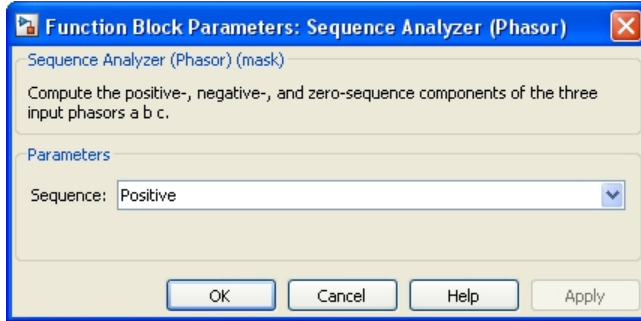 Function Block Parameters: Sequence Analyzer (Phasor)
Sequence Analyzer (Phasor) (mask)
Compute the positive-, negative-, and zero-sequence components of the three
input phasors a b c.
Parameters
Sequence: Positive
OK Cancel Help Apply